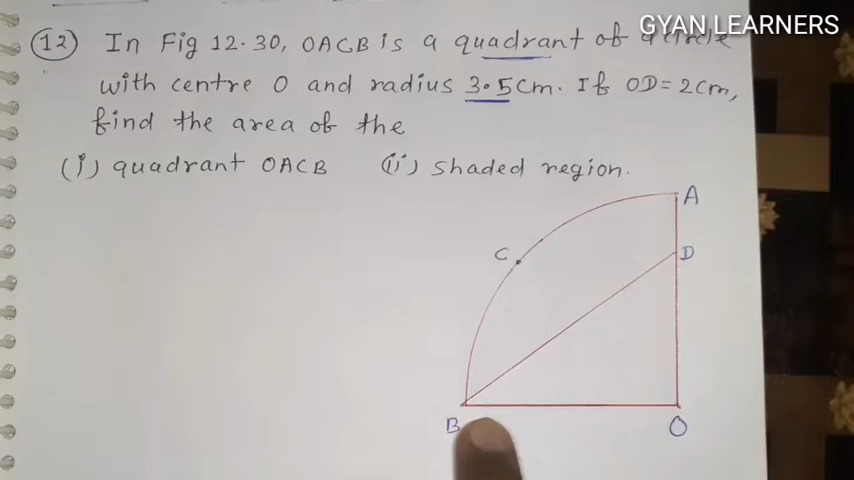 GYAN LEARNERS
(12) In Fig 12.30, OACB is a quadrant of a circle
with centre O and radius 3.5cm. If OD=2cm,
find the area of the
(i) quadrant OACB (ii) shaded region.
A
C
D
B
O